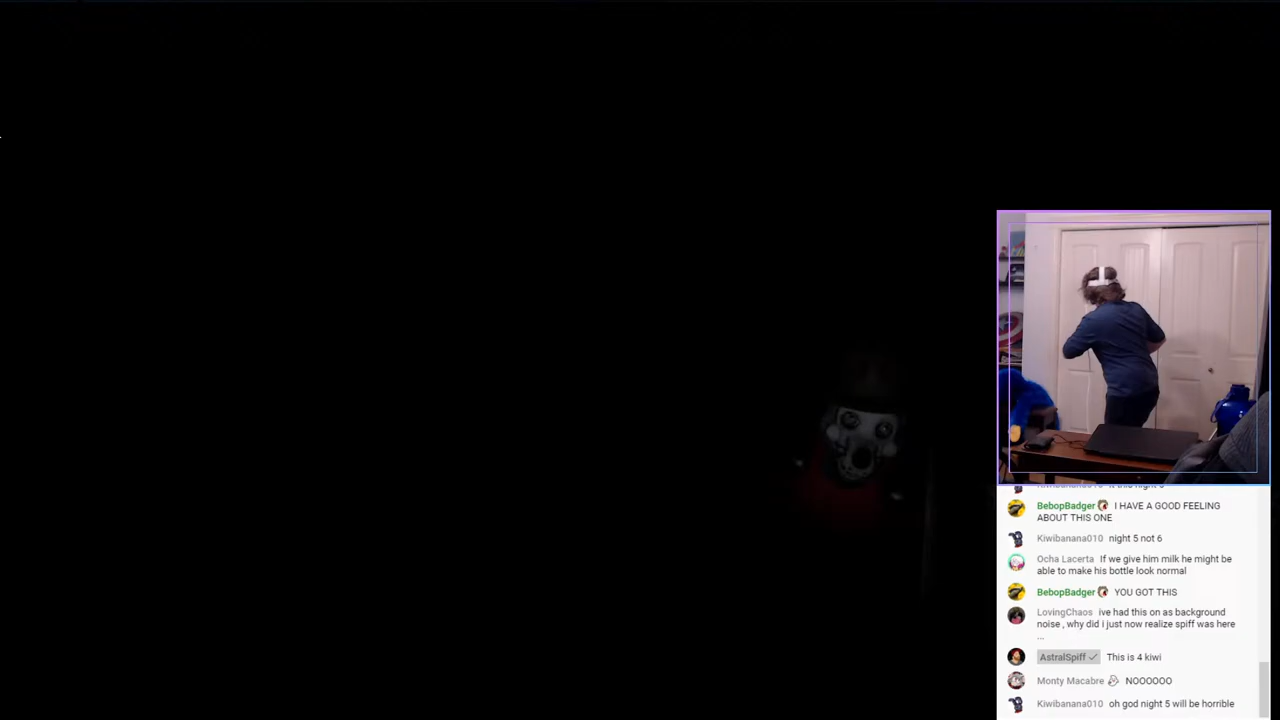 BebopBadger I HAVE A GOOD FEELING
ABOUT THIS ONE
Kiwibanana010 night 5 not 6
Ocha Lacerta If we give him milk he might be
able to make his bottle look normal
BebopBadger YOU GOT THIS
LovingChaos ive had this on as background
noise , why did i just now realize spiff was here
...
AstralSpiff This is 4 kiwi
Monty Macabre NOOOOOO
Kiwibanana010 oh god night 5 will be horrible